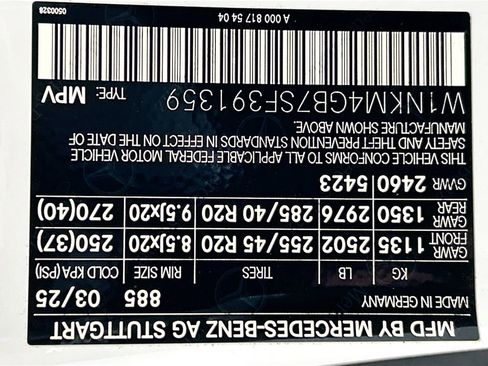 MFD BY MERCEDES-BENZ AG STUTTGART
MADE IN GERMANY 885 03/25
KG LB TIRES RIM SIZE COLD KPA (PSI)
GAWR
FRONT 1135 2502 255/45 R20 8.5Jx20 250(37)
GAWR
REAR 1350 2976 285/40 R20 9.5Jx20 270(40)
GVWR 2460 5423
THIS VEHICLE CONFORMS TO ALL APPLICABLE FEDERAL MOTOR VEHICLE
SAFETY AND THEFT STANDARDS IN EFFECT ON THE DATE OF
MANUFACTURE SHOWN ABOVE.
W1NKM4GB7SF391359 TYPE: MPV
A 000 817 54 04
0500328